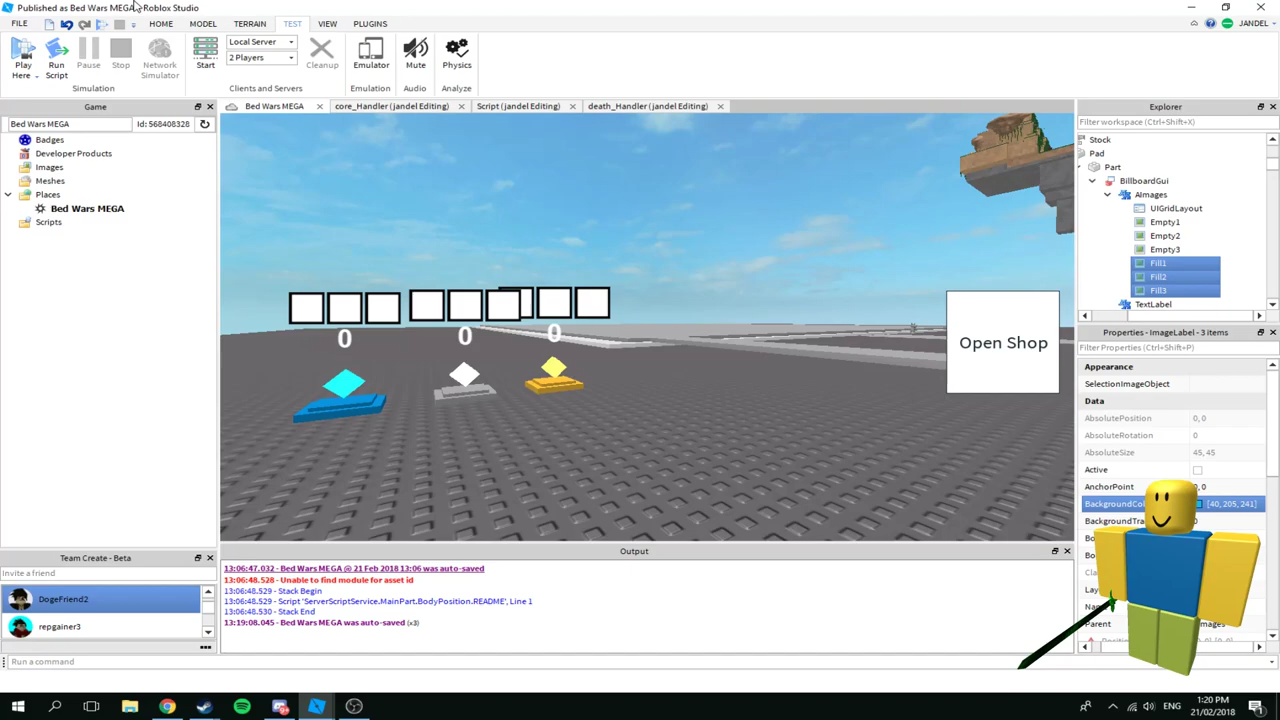 Published as Bed Wars MEGA - Roblox Studio
FILE HOME MODEL TERRAIN TEST VIEW PLUGINS JANDEL
Play Here
Run Script
Pause
Stop
Network Simulator
Start
Local Server
2 Players
Cleanup
Emulator
Mute
Physics
Simulation Clients and Servers Emulation Audio Analyze
Game
Bed Wars MEGA Id: 568408328
Badges
Developer Products
Images
Meshes
Places
Bed Wars MEGA
Scripts
Team Create - Beta
Invite a friend
DogeFriend2
repgainer3
Bed Wars MEGA core_Handler (jandel Editing) Script (jandel Editing) death_Handler (jandel Editing)
0 0 0
Open Shop
Output
13:06:47.032 - Bed Wars MEGA @ 21 Feb 2018 13:06 was auto-saved
13:06:48.528 - Unable to find module for asset id
13:06:48.529 - Stack Begin
13:06:48.529 - Script 'ServerScriptService.MainPart.BodyPosition.README', Line 1
13:06:48.530 - Stack End
13:19:08.045 - Bed Wars MEGA was auto-saved (x3)
Explorer
Filter workspace (Ctrl+Shift+X)
Stock
Pad
Part
BillboardGui
AImages
UIGridLayout
Empty1
Empty2
Empty3
Fill1
Fill2
Fill3
TextLabel
Properties - ImageLabel - 3 items
Filter Properties (Ctrl+Shift+P)
Appearance
SelectionImageObject
Data
AbsolutePosition 0, 0
AbsoluteRotation 0
AbsoluteSize 45, 45
Active
AnchorPoint 0, 0
BackgroundCol [40, 205, 241]
BackgroundTra 0
Parent
Run a command
1:20 PM
21/02/2018